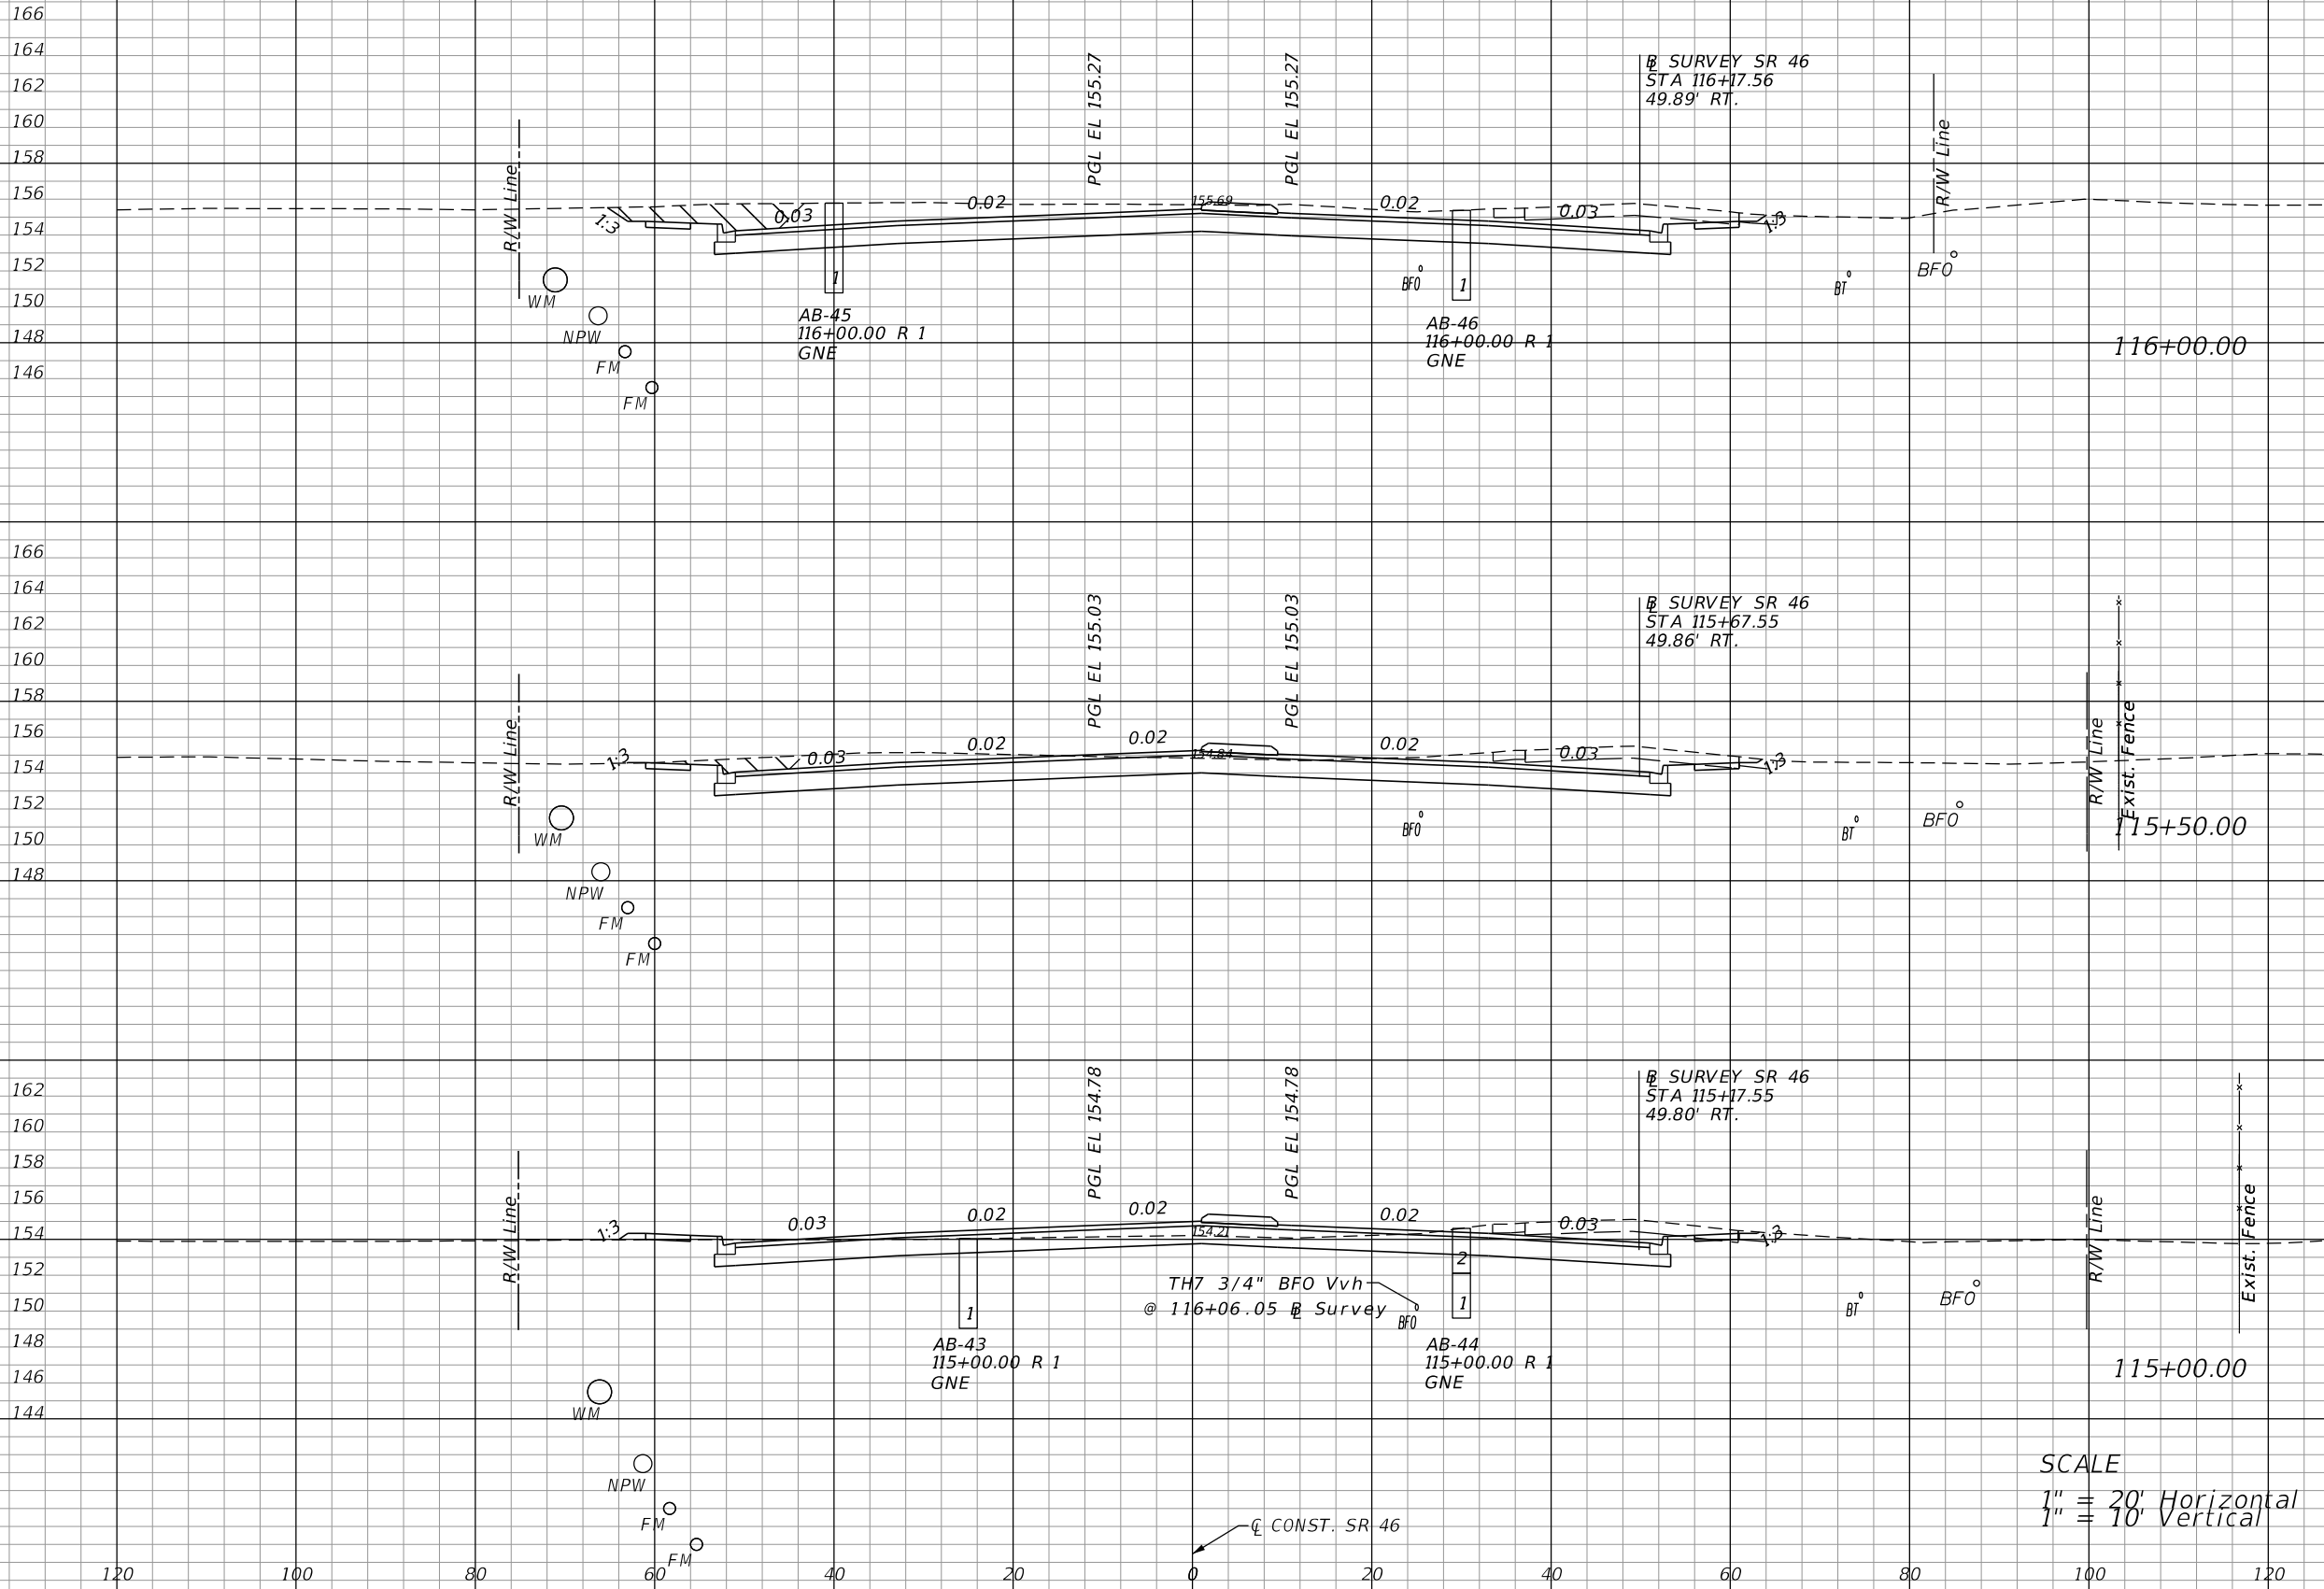 166
164
162
160
158
156
154
152
150
148
146
R/W Line
PGL EL 155.27
PGL EL 155.27
℄ SURVEY SR 46
STA 116+17.56
49.89' RT.
R/W Line
1:3
0.03
0.02
155.69
0.02
0.03
1:3
WM
NPW
FM
FM
1
AB-45
116+00.00 R 1
GNE
BFO
1
AB-46
116+00.00 R 1
GNE
BT
BFO
116+00.00
166
164
162
160
158
156
154
152
150
148
R/W Line
PGL EL 155.03
PGL EL 155.03
℄ SURVEY SR 46
STA 115+67.55
49.86' RT.
R/W Line
Exist. Fence
1:3
0.03
0.02
0.02
154.84
0.02
0.03
1:3
WM
NPW
FM
FM
BFO
BT
BFO
115+50.00
162
160
158
156
154
152
150
148
146
144
R/W Line
PGL EL 154.78
PGL EL 154.78
℄ SURVEY SR 46
STA 115+17.55
49.80' RT.
R/W Line
Exist. Fence
1:3
0.03
0.02
0.02
154.21
0.02
0.03
1:3
TH7 3/4" BFO Vvh
@ 116+06.05 ℄ Survey
BFO
1
AB-43
115+00.00 R 1
GNE
2
1
AB-44
115+00.00 R 1
GNE
BT
BFO
115+00.00
WM
NPW
FM
FM
℄ CONST. SR 46
SCALE
1" = 20' Horizontal
1" = 10' Vertical
120 100 80 60 40 20 0 20 40 60 80 100 120